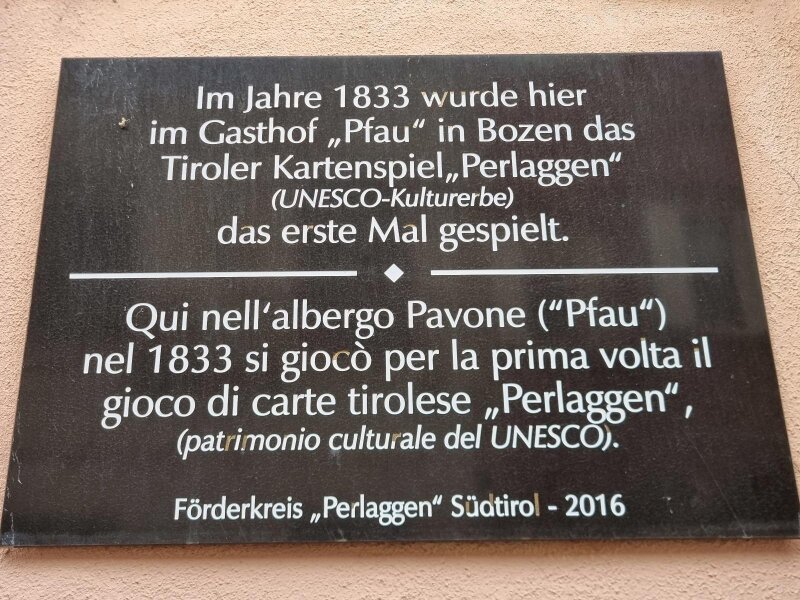 Im Jahre 1833 wurde hier
im Gasthof „Pfau“ in Bozen das
Tiroler Kartenspiel„Perlaggen“
(UNESCO-Kulturerbe)
das erste Mal gespielt.
Qui nell‘albergo Pavone (“Pfau“)
nel 1833 si giocò per la prima volta il
gioco di carte tirolese „Perlaggen“,
(patrimonio culturale del UNESCO).
Förderkreis „Perlaggen“ Südtirol - 2016